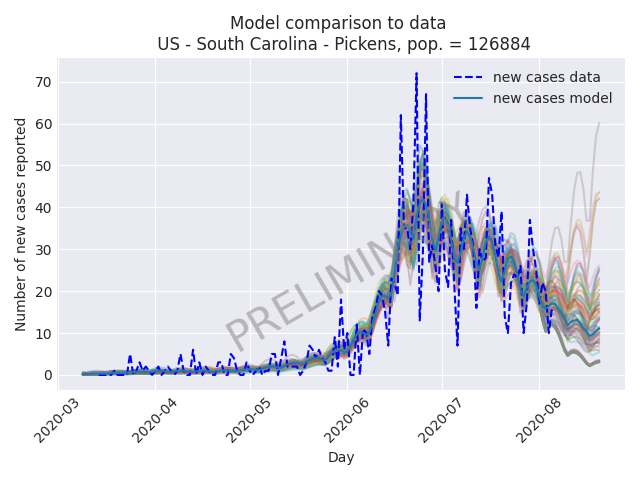 Model comparison to data
US - South Carolina - Pickens, pop. = 126884
new cases data
new cases model
Number of new cases reported
70
60
50
40
30
20
10
0
PRELIMINARY
2020-03
2020-04
2020-05
2020-06
2020-07
2020-08
Day